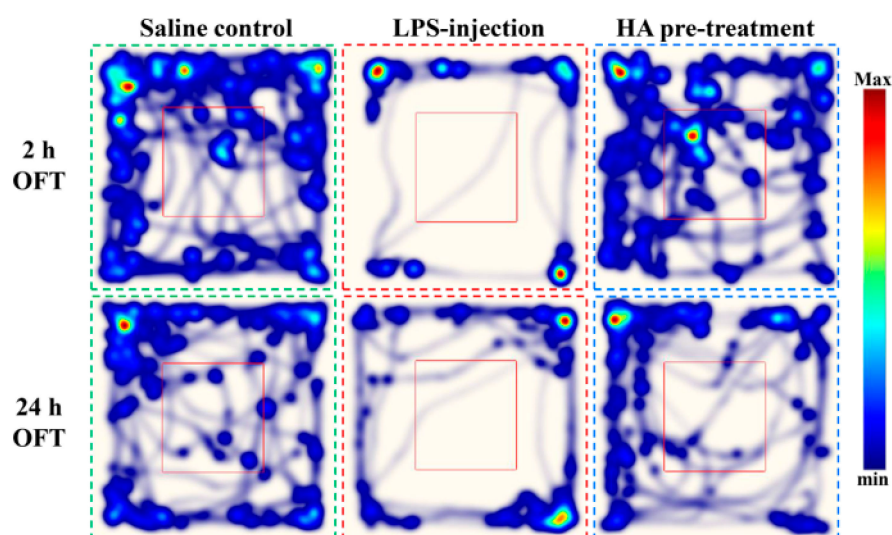 Saline control
LPS-injection
HA pre-treatment
Max
2 h
OFT
24 h
OFT
min